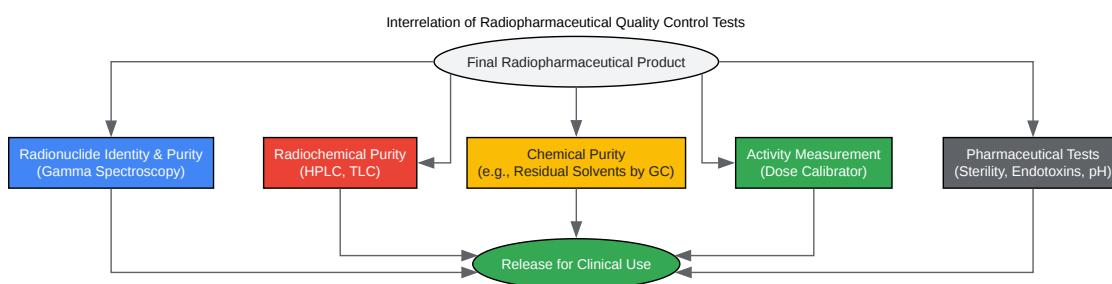 Interrelation of Radiopharmaceutical Quality Control Tests
Final Radiopharmaceutical Product
Radionuclide Identity & Purity
(Gamma Spectroscopy)
Radiochemical Purity
(HPLC, TLC)
Chemical Purity
(e.g., Residual Solvents by GC)
Activity Measurement
(Dose Calibrator)
Pharmaceutical Tests
(Sterility, Endotoxins, pH)
Release for Clinical Use